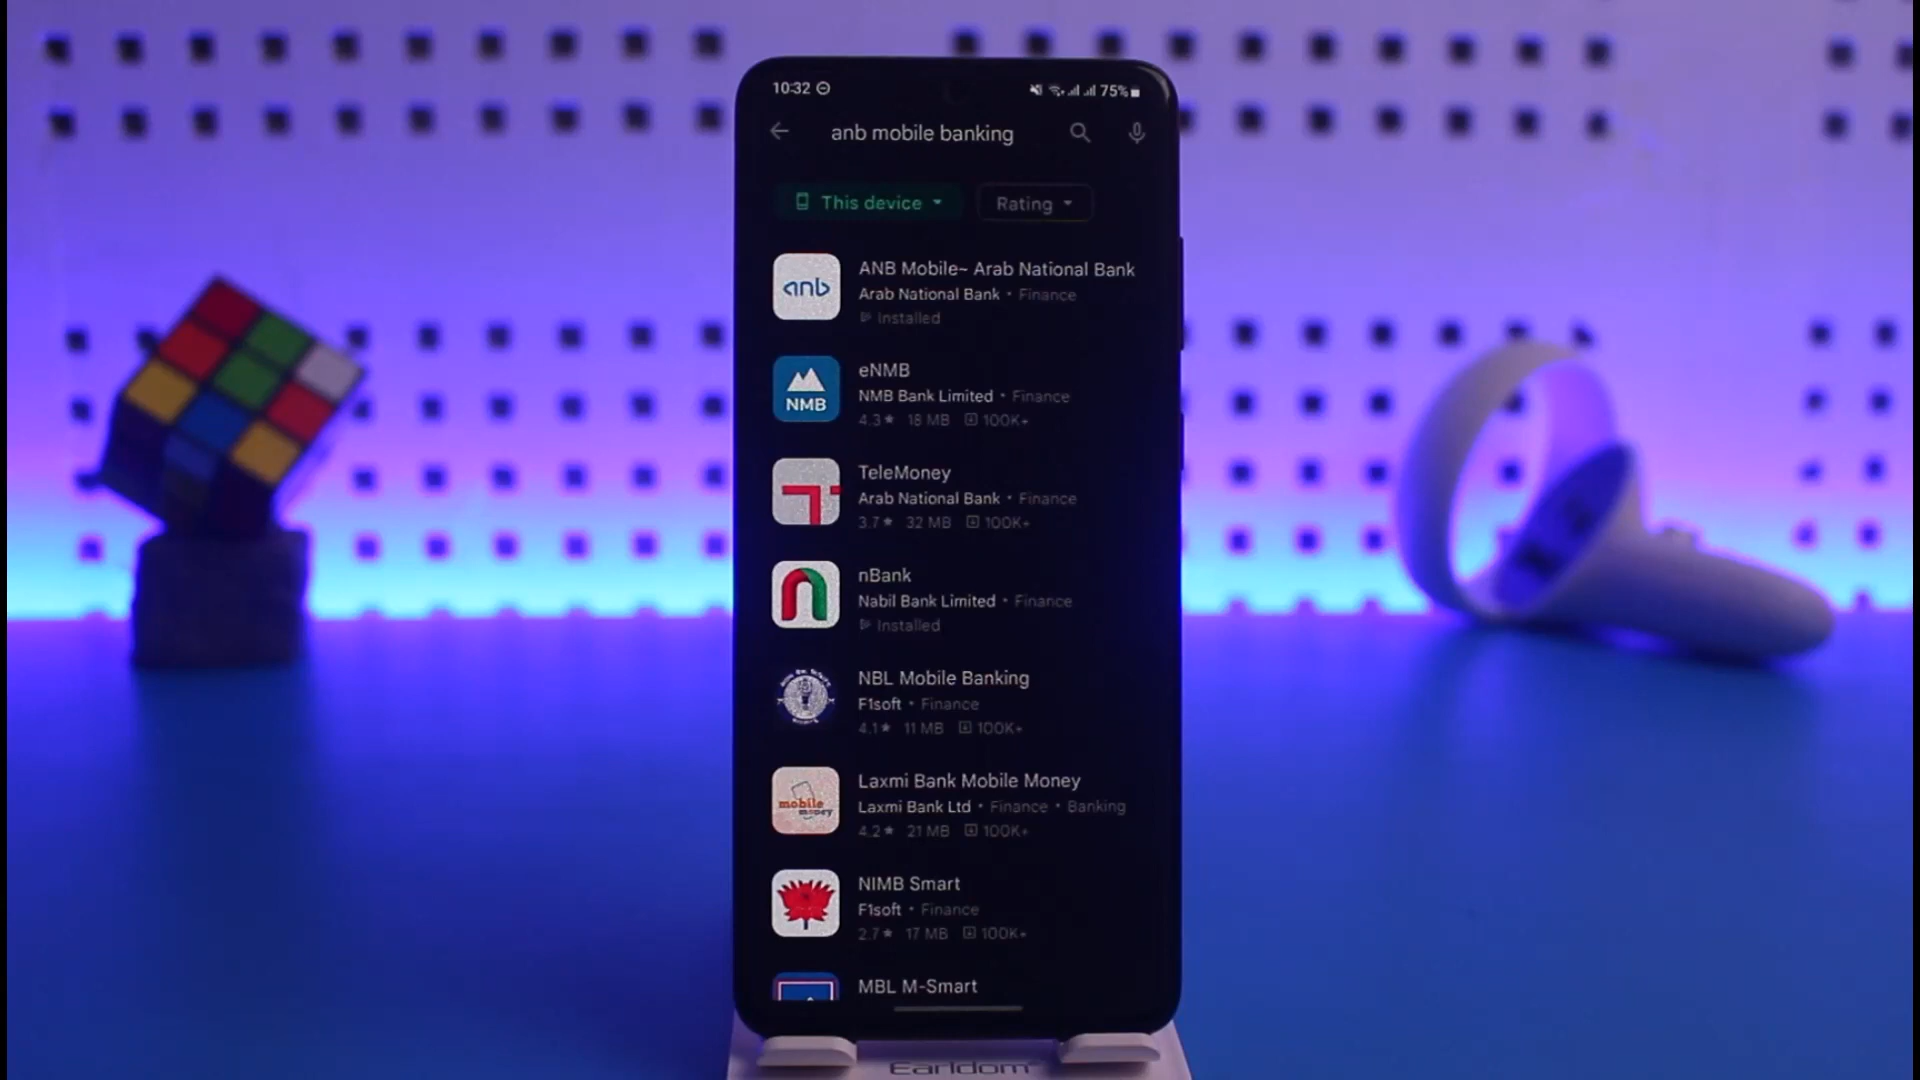 10:32 75%
anb mobile banking
This device Rating
anb
ANB Mobile~ Arab National Bank
Arab National Bank • Finance
Installed
NMB
eNMB
NMB Bank Limited • Finance
4.3★ 18 MB 100K+
TeleMoney
Arab National Bank • Finance
3.7★ 32 MB 100K+
nBank
Nabil Bank Limited • Finance
Installed
NBL Mobile Banking
F1soft • Finance
4.1★ 11 MB 100K+
mobile
money
Laxmi Bank Mobile Money
Laxmi Bank Ltd • Finance • Banking
4.2★ 21 MB 100K+
NIMB Smart
F1soft • Finance
2.7★ 17 MB 100K+
MBL M-Smart
Earldom